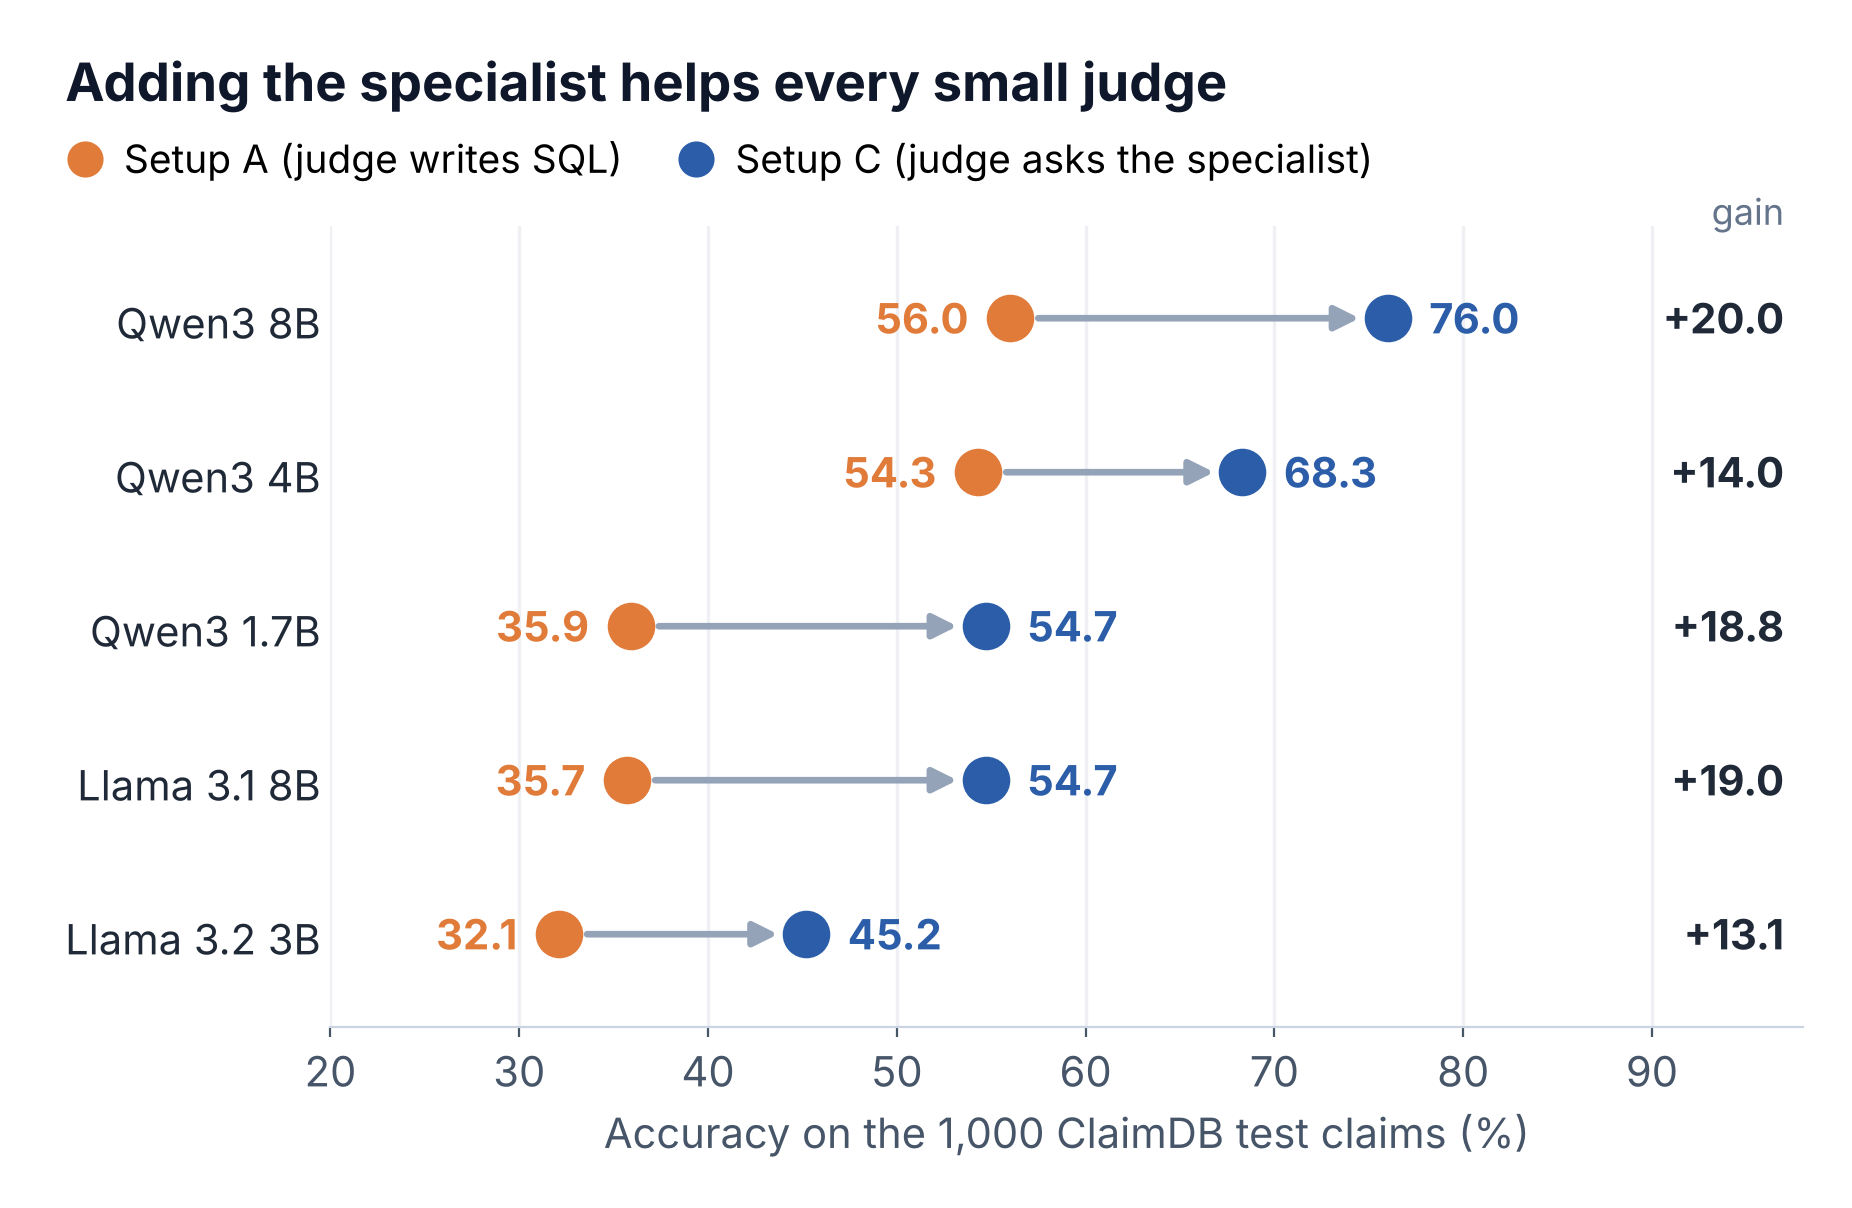 Adding the specialist helps every small judge
Setup A (judge writes SQL) Setup C (judge asks the specialist)
gain
Qwen3 8B 56.0 76.0 +20.0
Qwen3 4B 54.3 68.3 +14.0
Qwen3 1.7B 35.9 54.7 +18.8
Llama 3.1 8B 35.7 54.7 +19.0
Llama 3.2 3B 32.1 45.2 +13.1
20 30 40 50 60 70 80 90
Accuracy on the 1,000 ClaimDB test claims (%)